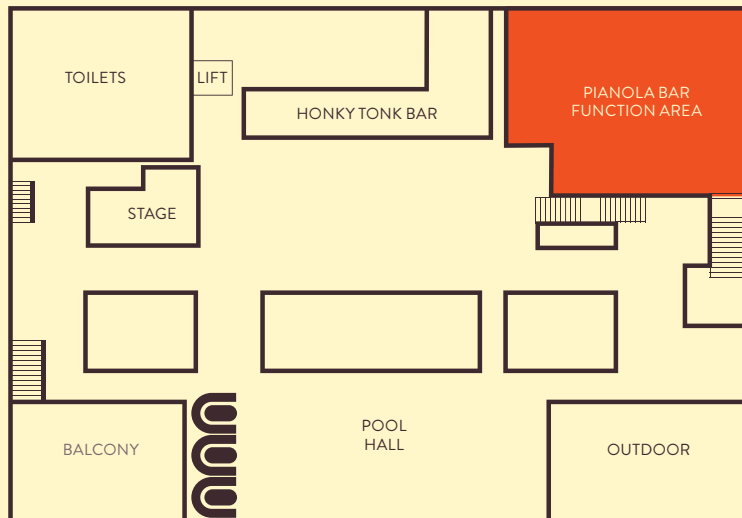 TOILETS
LIFT
HONKY TONK BAR
PIANOLA BAR
FUNCTION AREA
STAGE
BALCONY
POOL
HALL
OUTDOOR